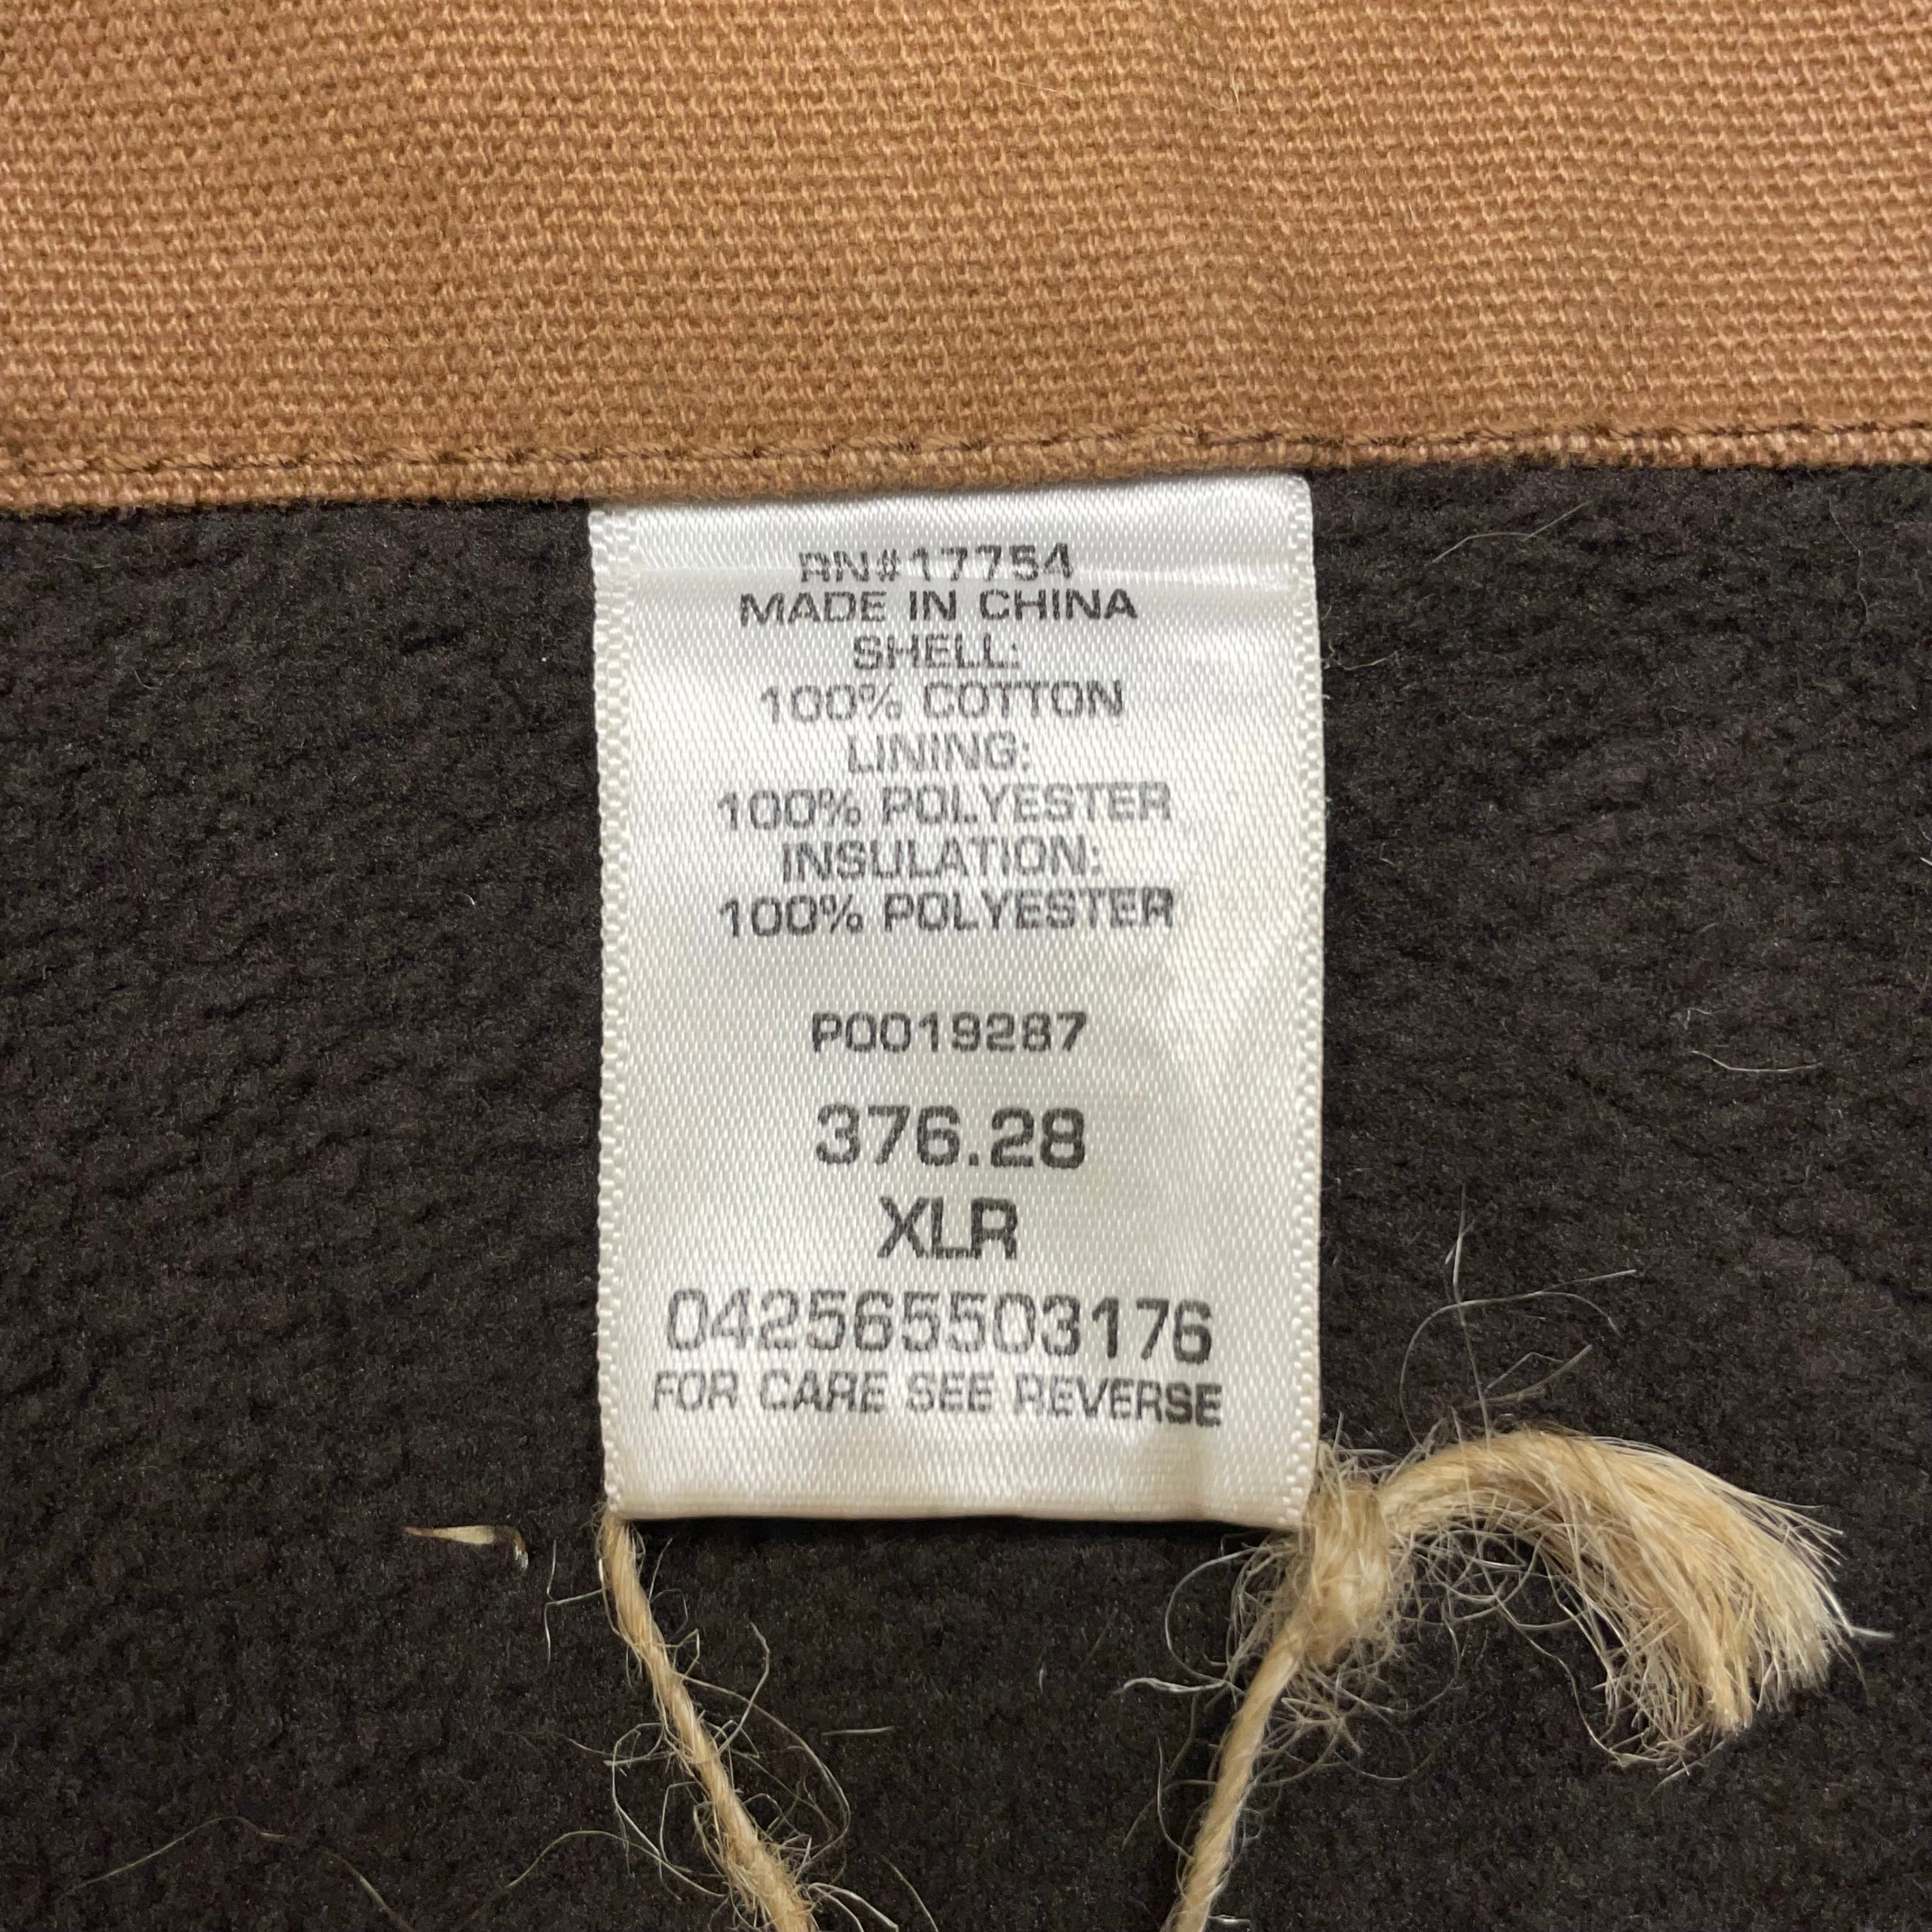 RN#17754
MADE IN CHINA
SHELL:
100% COTTON
LINING:
100% POLYESTER
INSULATION:
100% POLYESTER
P0019287
376.28
XLR
042565503176
FOR CARE SEE REVERSE